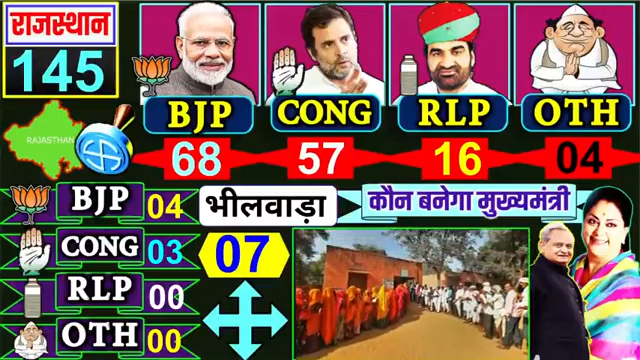 राजस्थान
145
BJP CONG RLP OTH
RAJASTHAN
68 57 16 04
BJP 04
भीलवाड़ा
कौन बनेगा मुख्यमंत्री
CONG 03
07
RLP 00
OTH 00